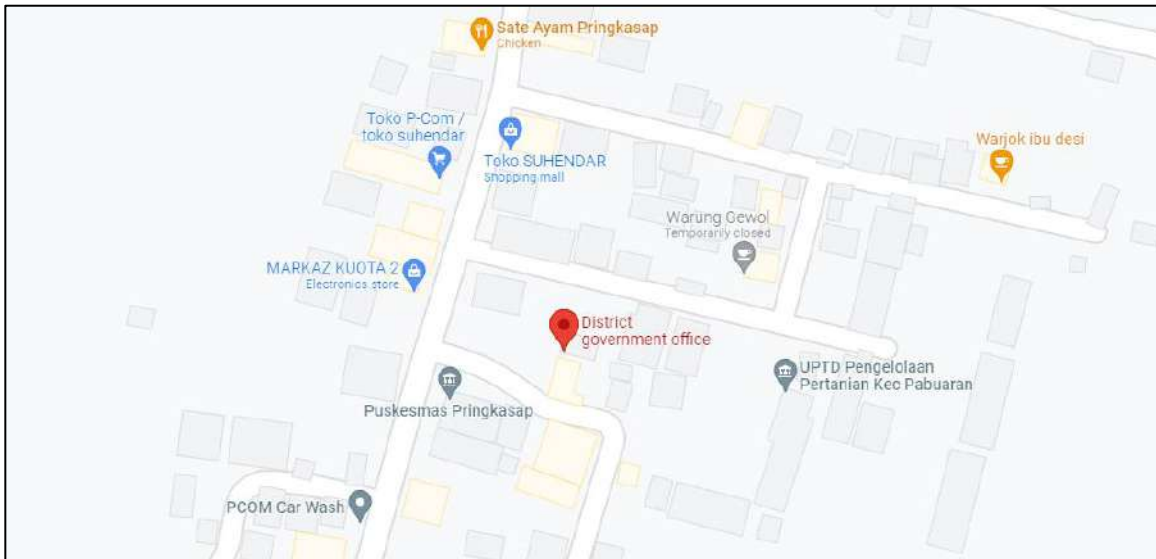 Sate Ayam Pringkasap
Chicken
Toko P-Com /
toko suhendar
Toko SUHENDAR
Shopping mall
Warjok ibu desi
Warung Gewol
Temporarily closed
MARKAZ KUOTA 2
Electronics store
District
government office
UPTD Pengelolaan
Pertanian Kec Pabuaran
Puskesmas Pringkasap
PCOM Car Wash